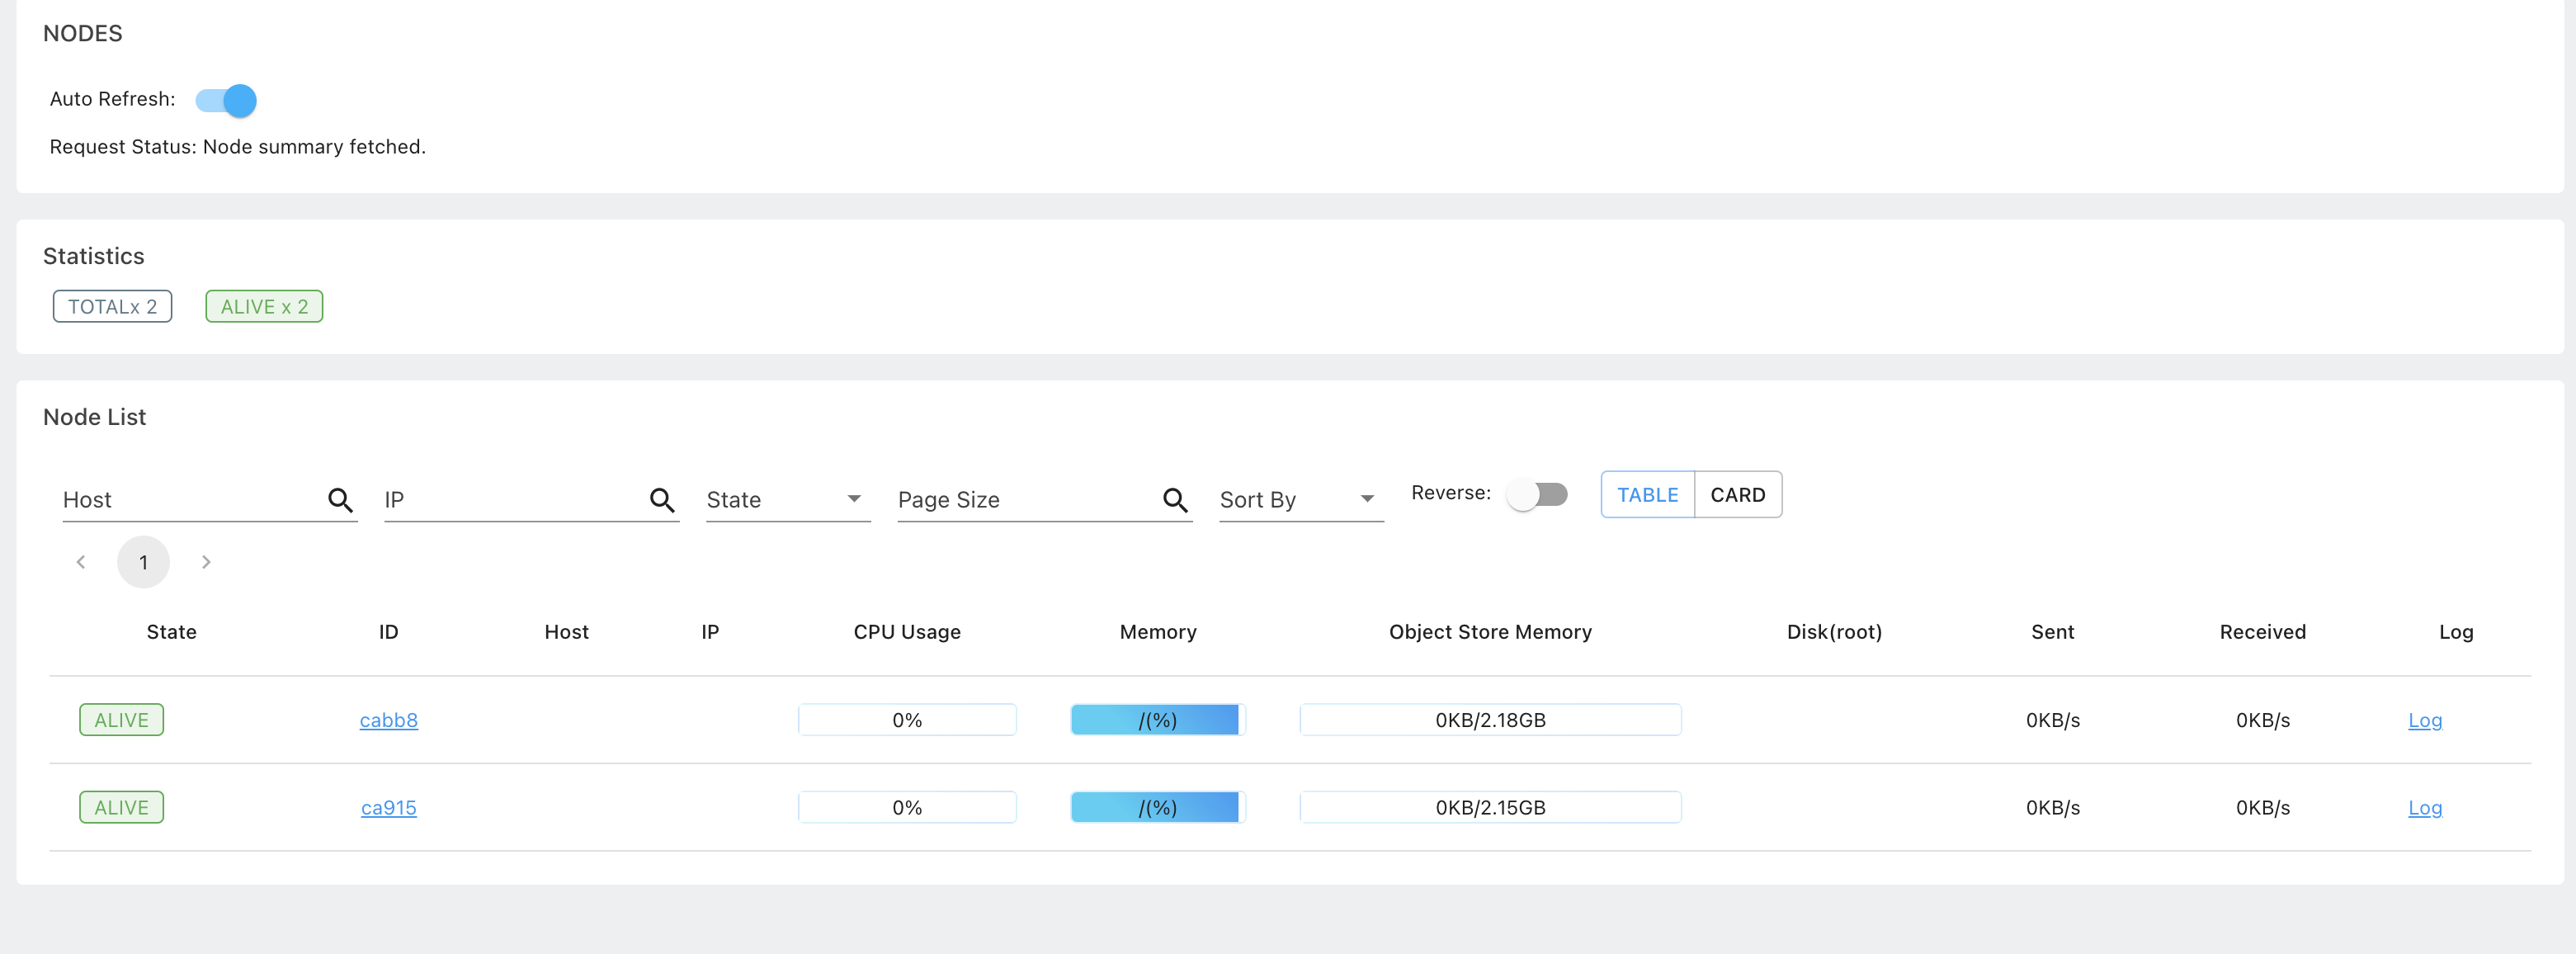 NODES
Auto Refresh:
Request Status: Node summary fetched.
Statistics
TOTALx 2 ALIVE x 2
Node List
Host IP State Page Size Sort By Reverse: TABLE CARD
1
State ID Host IP CPU Usage Memory Object Store Memory Disk(root) Sent Received Log
ALIVE cabb8 0% /(%) 0KB/2.18GB 0KB/s 0KB/s Log
ALIVE ca915 0% /(%) 0KB/2.15GB 0KB/s 0KB/s Log